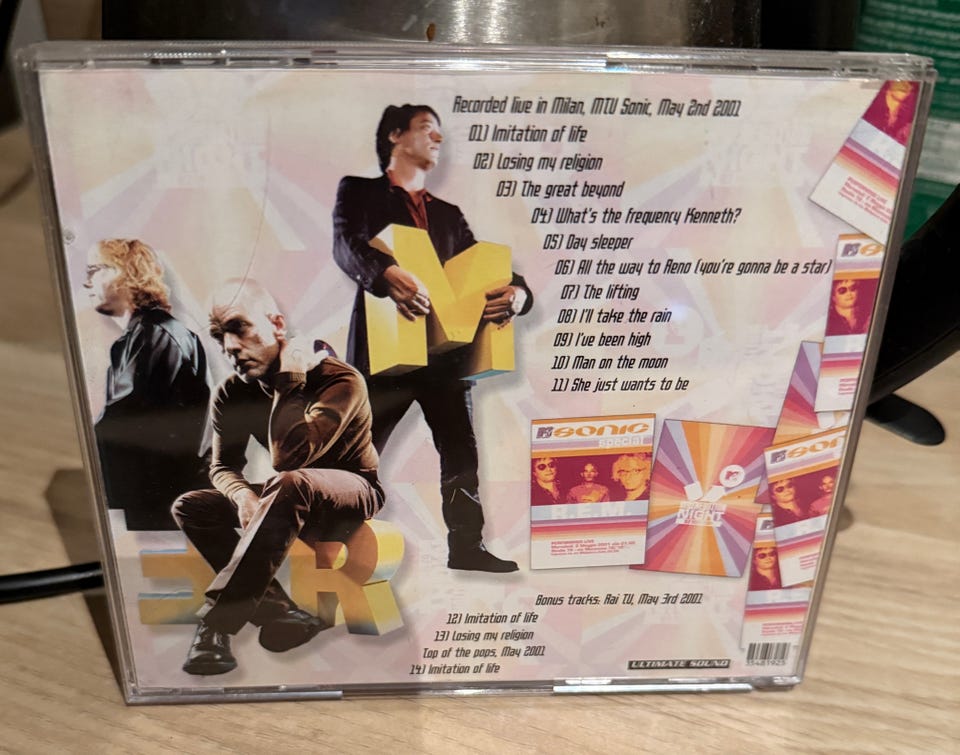 Recorded live in Milan, MTV Sonic, May 2nd 2001
01) Imitation of life
02) Losing my religion
03) The great beyond
04) What's the frequency Kenneth?
05) Day sleeper
06) All the way to Reno (you're gonna be a star)
07) The lifting
08) I'll take the rain
09) I've been high
10) Man on the moon
11) She just wants to be
M
R
SONIC
special
R.E.M.
NIGHT
Bonus tracks: Rai TV, May 3rd 2001
12) Imitation of life
13) Losing my religion
Top of the pops, May 2001
14) Imitation of life
ULTIMATE SOUND
35481925